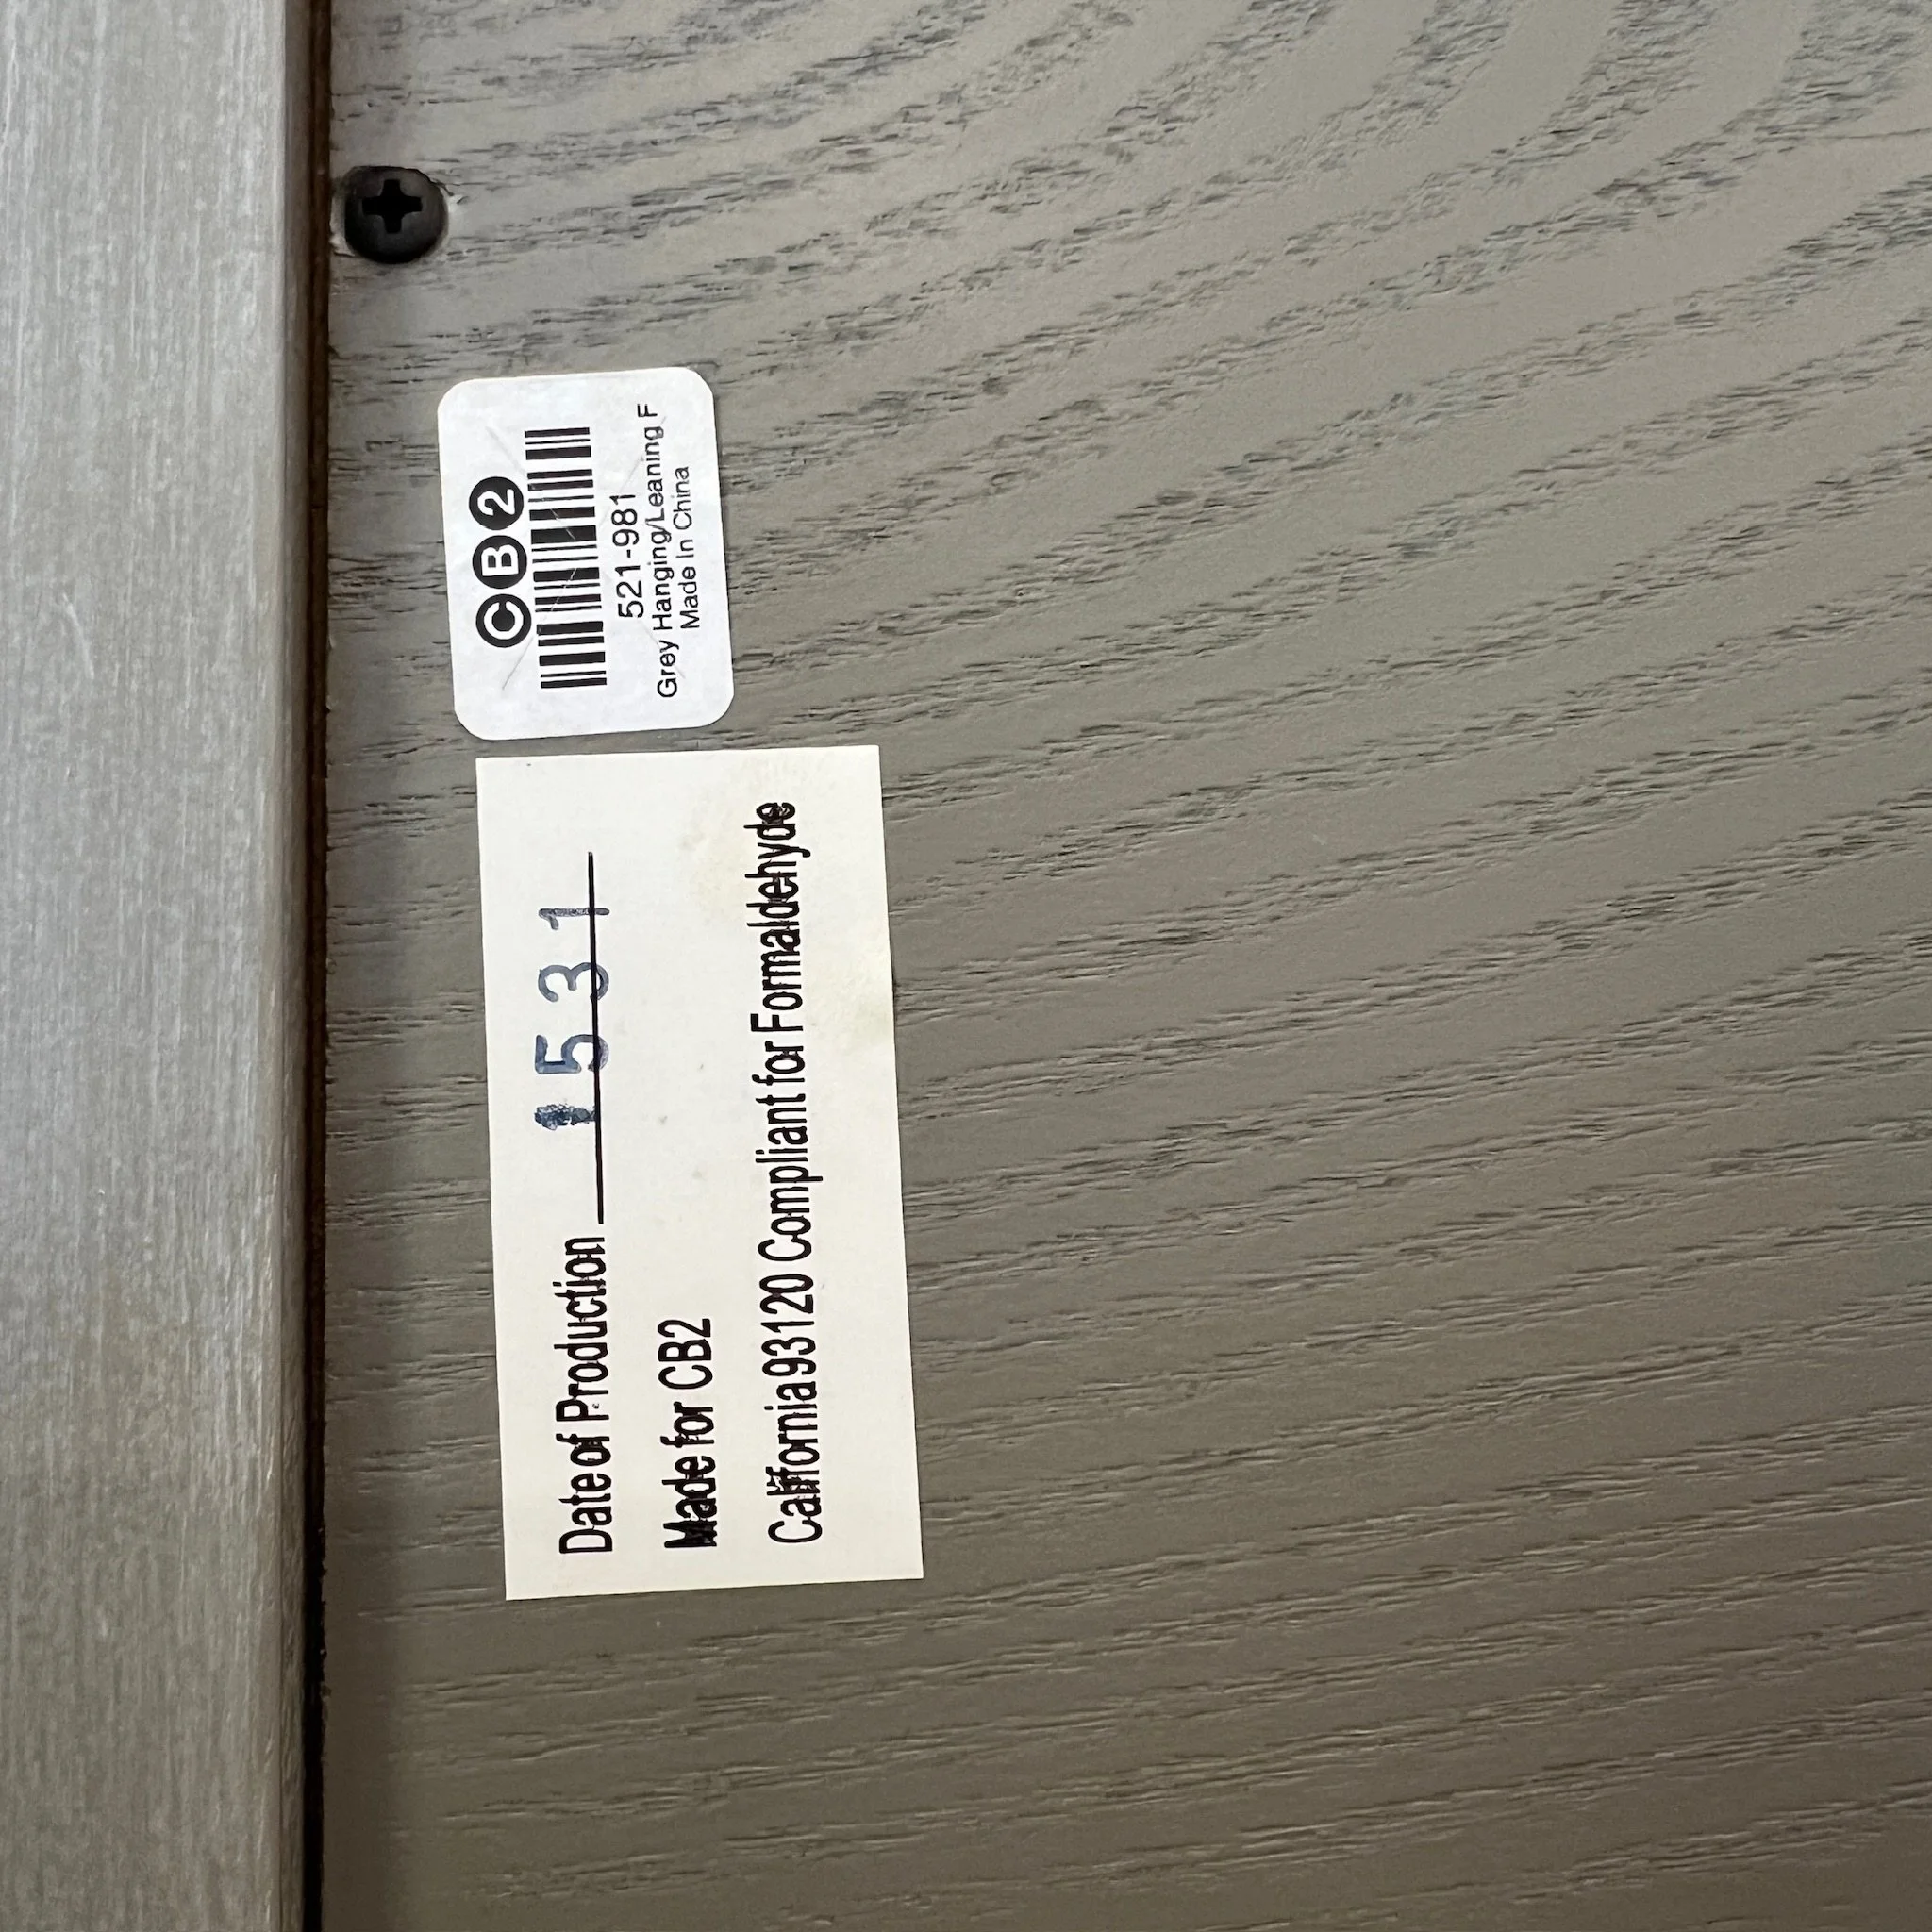 CB2
521-981
Grey Hanging/Leaning F
Made In China
Date of Production 1531
Made for CB2
California 93120 Compliant for Formaldehyde